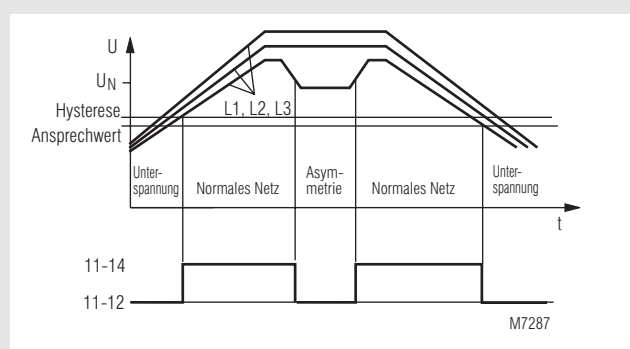 U
UN
L1, L2, L3
Hysterese
Ansprechwert
Unter-
spannung
Normales Netz
Asym-
metrie
Normales Netz
Unter-
spannung
t
11-14
11-12
M7287